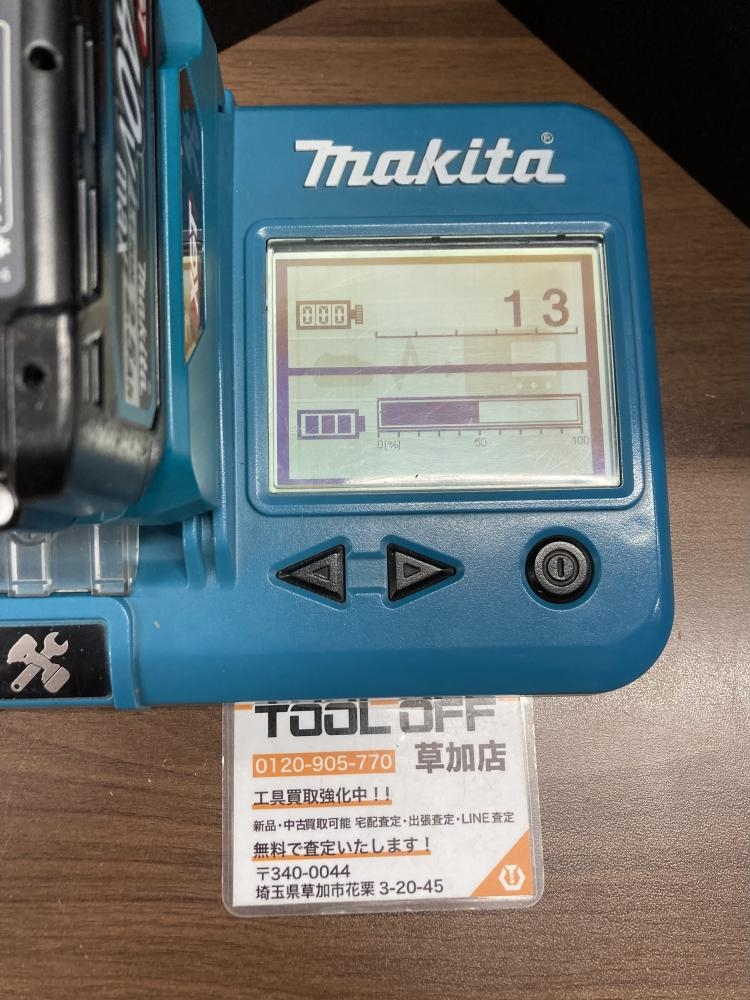 40Vmax
makita®
XGT
000
13
0(%) 50 100
TOOL OFF
0120-905-770 草加店
工具買取強化中!!
新品・中古買取可能 宅配査定・出張査定・LINE査定
無料で査定いたします!
〒340-0044
埼玉県草加市花栗 3-20-45